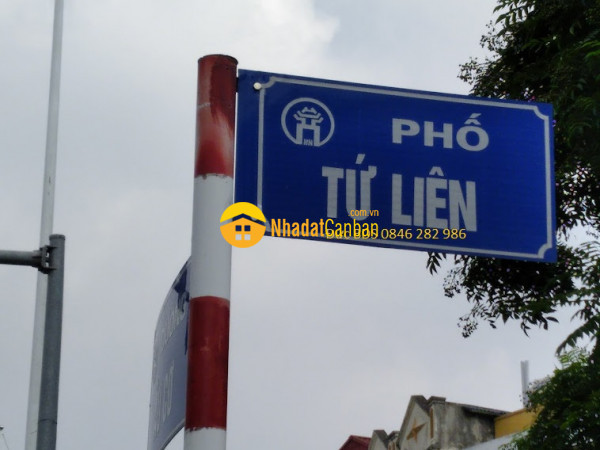 PHỐ
TỨ LIÊN
NhadatCanban
.com.vn
0846 282 986